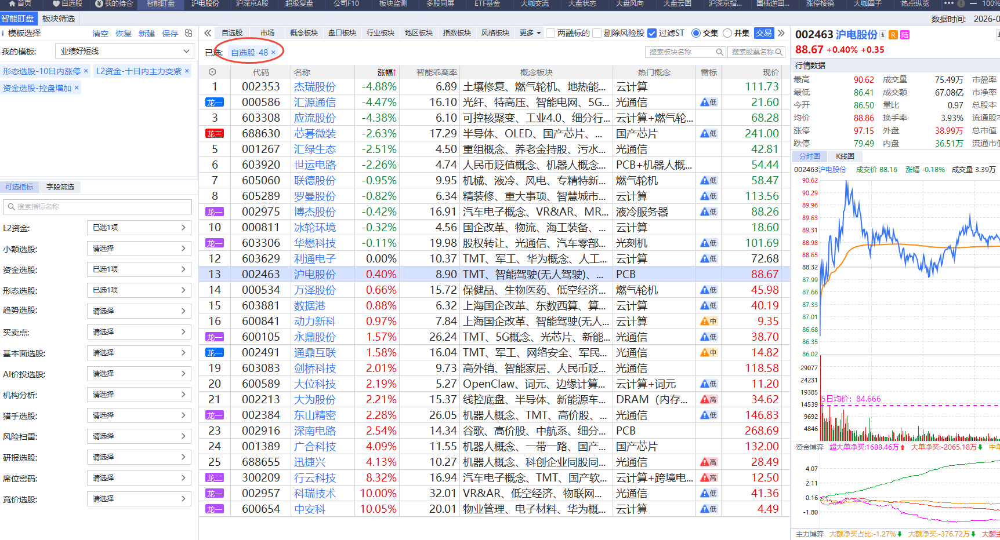 首页 自选股 我的持仓 智能盯盘 沪电股份 沪深京A股 超级复盘 公司F10 板块监测 多股同屏 ETF基金 大咖交流 大盘状态 大盘风向 大盘云图 沪深京指... 国债逆回... 涨停棱镜 大咖圈子 热点纵览 ••• 100%
智能盯盘 板块筛选 数据时间: 2026-0
模板选择 清空 恢复 新建 保存
我的模板: 业绩好短线
形态选股-10日内涨停 × L2资金-十日内主力变紫 ×
资金选股-控盘增加 ×
可选指标 字段筛选
搜索指标名称
L2资金: 已选1项
小额选股: 请选择
资金选股: 已选1项
形态选股: 已选1项
趋势选股: 请选择
买卖点: 请选择
基本面选股: 请选择
AI价投选股: 请选择
机构分析: 请选择
猎手选股: 请选择
风险扫雷: 请选择
研报选股: 请选择
席位密码: 请选择
竞价选股: 请选择
自选股 市场 概念板块 盘口板块 行业板块 地区板块 指数板块 风格板块 更多 两融标的 剔除风险股 过滤ST 交集 并集 交易
已选: 自选股-48 × 搜索板块名称 搜索股票名称
代码 名称 涨幅↑ 智能乖离率 概念板块 热门概念 雷标 现价
1 002353 杰瑞股份 -4.88% 6.89 土壤修复、燃气轮机、地热能... 云计算 111.73
龙一 000586 汇源通信 -4.47% 16.10 光纤、特高压、智能电网、5G... 光通信 低 21.60
3 603308 应流股份 -4.38% 6.10 可控核聚变、工业4.0、细分行... 云计算+燃气轮... 68.28
龙三 688630 芯碁微装 -2.63% 17.29 半导体、OLED、国产芯片、... 国产芯片 低 241.00
5 001267 汇绿生态 -2.51% 4.50 重组概念、养老金持股、污水... 光通信 42.81
6 603920 世运电路 -2.26% 4.74 人民币贬值概念、机器人概念... PCB+机器人概... 54.44
7 605060 联德股份 -0.95% 9.95 机械、液冷、风电、专精特新... 燃气轮机 低 58.47
8 605289 罗曼股份 -0.82% 6.34 精装修、重大事项、智慧城市... 云计算 低 113.56
龙一 002975 博杰股份 -0.42% 16.91 汽车电子概念、VR&AR、MR... 液冷服务器 低 88.26
10 000811 冰轮环境 -0.32% 4.56 国企改革、物流、海工装备、... 云计算 18.60
龙一 603306 华懋科技 -0.11% 19.98 股权转让、光通信、汽车零部... 光刻机 低 101.69
12 603629 利通电子 0.00% 10.37 TMT、军工、华为概念、人工... 云计算 低 72.68
13 002463 沪电股份 0.40% 8.90 TMT、智能驾驶(无人驾驶)、... PCB 88.67
14 000534 万泽股份 0.66% 15.72 保健品、生物医药、低空经济... 燃气轮机 低 45.98
15 603881 数据港 0.88% 6.32 上海国企改革、东数西算、算... 云计算 低 40.19
16 600841 动力新科 0.97% 7.84 上海国企改革、智能驾驶(无人... 云计算 中 9.35
龙一 600105 永鼎股份 1.57% 26.24 TMT、5G概念、光芯片、新能... 光通信 低 38.70
龙一 002491 通鼎互联 1.58% 16.04 TMT、军工、网络安全、军民... 光通信 中 14.82
19 603083 剑桥科技 2.01% 9.73 高外销、智能家居、人民币贬... 光通信 118.58
20 600589 大位科技 2.19% 5.27 OpenClaw、词元、边缘计算... 云计算+词元 低 11.20
21 002213 大为股份 2.21% 15.37 线控底盘、半导体、新能源车... DRAM（内存... 高 34.62
龙一 002384 东山精密 2.28% 26.05 机器人概念、TMT、高价股、... 光通信 低 146.83
23 002916 深南电路 2.54% 14.34 谷歌、高价股、中航系、细分... PCB 268.69
24 001389 广合科技 4.09% 11.55 机器人概念、一带一路、国产... 国产芯片 132.00
25 688655 迅捷兴 4.13% 10.27 机器人概念、科创企业同股同... 光通信 高 28.49
龙二 300209 行云科技 8.32% 16.94 汽车电子概念、TMT、国产软... 云计算+跨境电... 高 12.50
龙一 002957 科瑞技术 10.00% 32.01 VR&AR、低空经济、物联网... 光通信 低 41.36
龙一 600654 中安科 10.05% 20.01 物业管理、电子材料、华为概... 云计算 低 4.49
002463 沪电股份 R 陆
88.67 +0.40% +0.35
行情数据
最高 90.62 成交量 75.49万 市盈率
最低 86.41 成交额 67.08亿 市净率
今开 86.50 量比 0.97 总股本
均价 88.86 换手率 3.93% 流通股本
涨停 97.15 外盘 38.99万 总市值
跌停 79.49 内盘 36.51万 流通市值
分时图 K线图
002463沪电股份 成交价 88.16 涨幅 -0.18% 成交量 3.39万
90.62
90.29
89.96
89.63
89.31
88.98
88.65
88.32
87.99
87.66
87.33
87.01
86.68
86.35
86.02
29077
24231
19385
5日均价: 84.666
14539
9692
4846
资金博弈 超大单净买:1688.46万 大单净买:-2065.18万 中单
4.07
2.11
0.16
-1.80
主力博弈 大额净买占比:-1.27% 大额净买:-376.72万 大额主